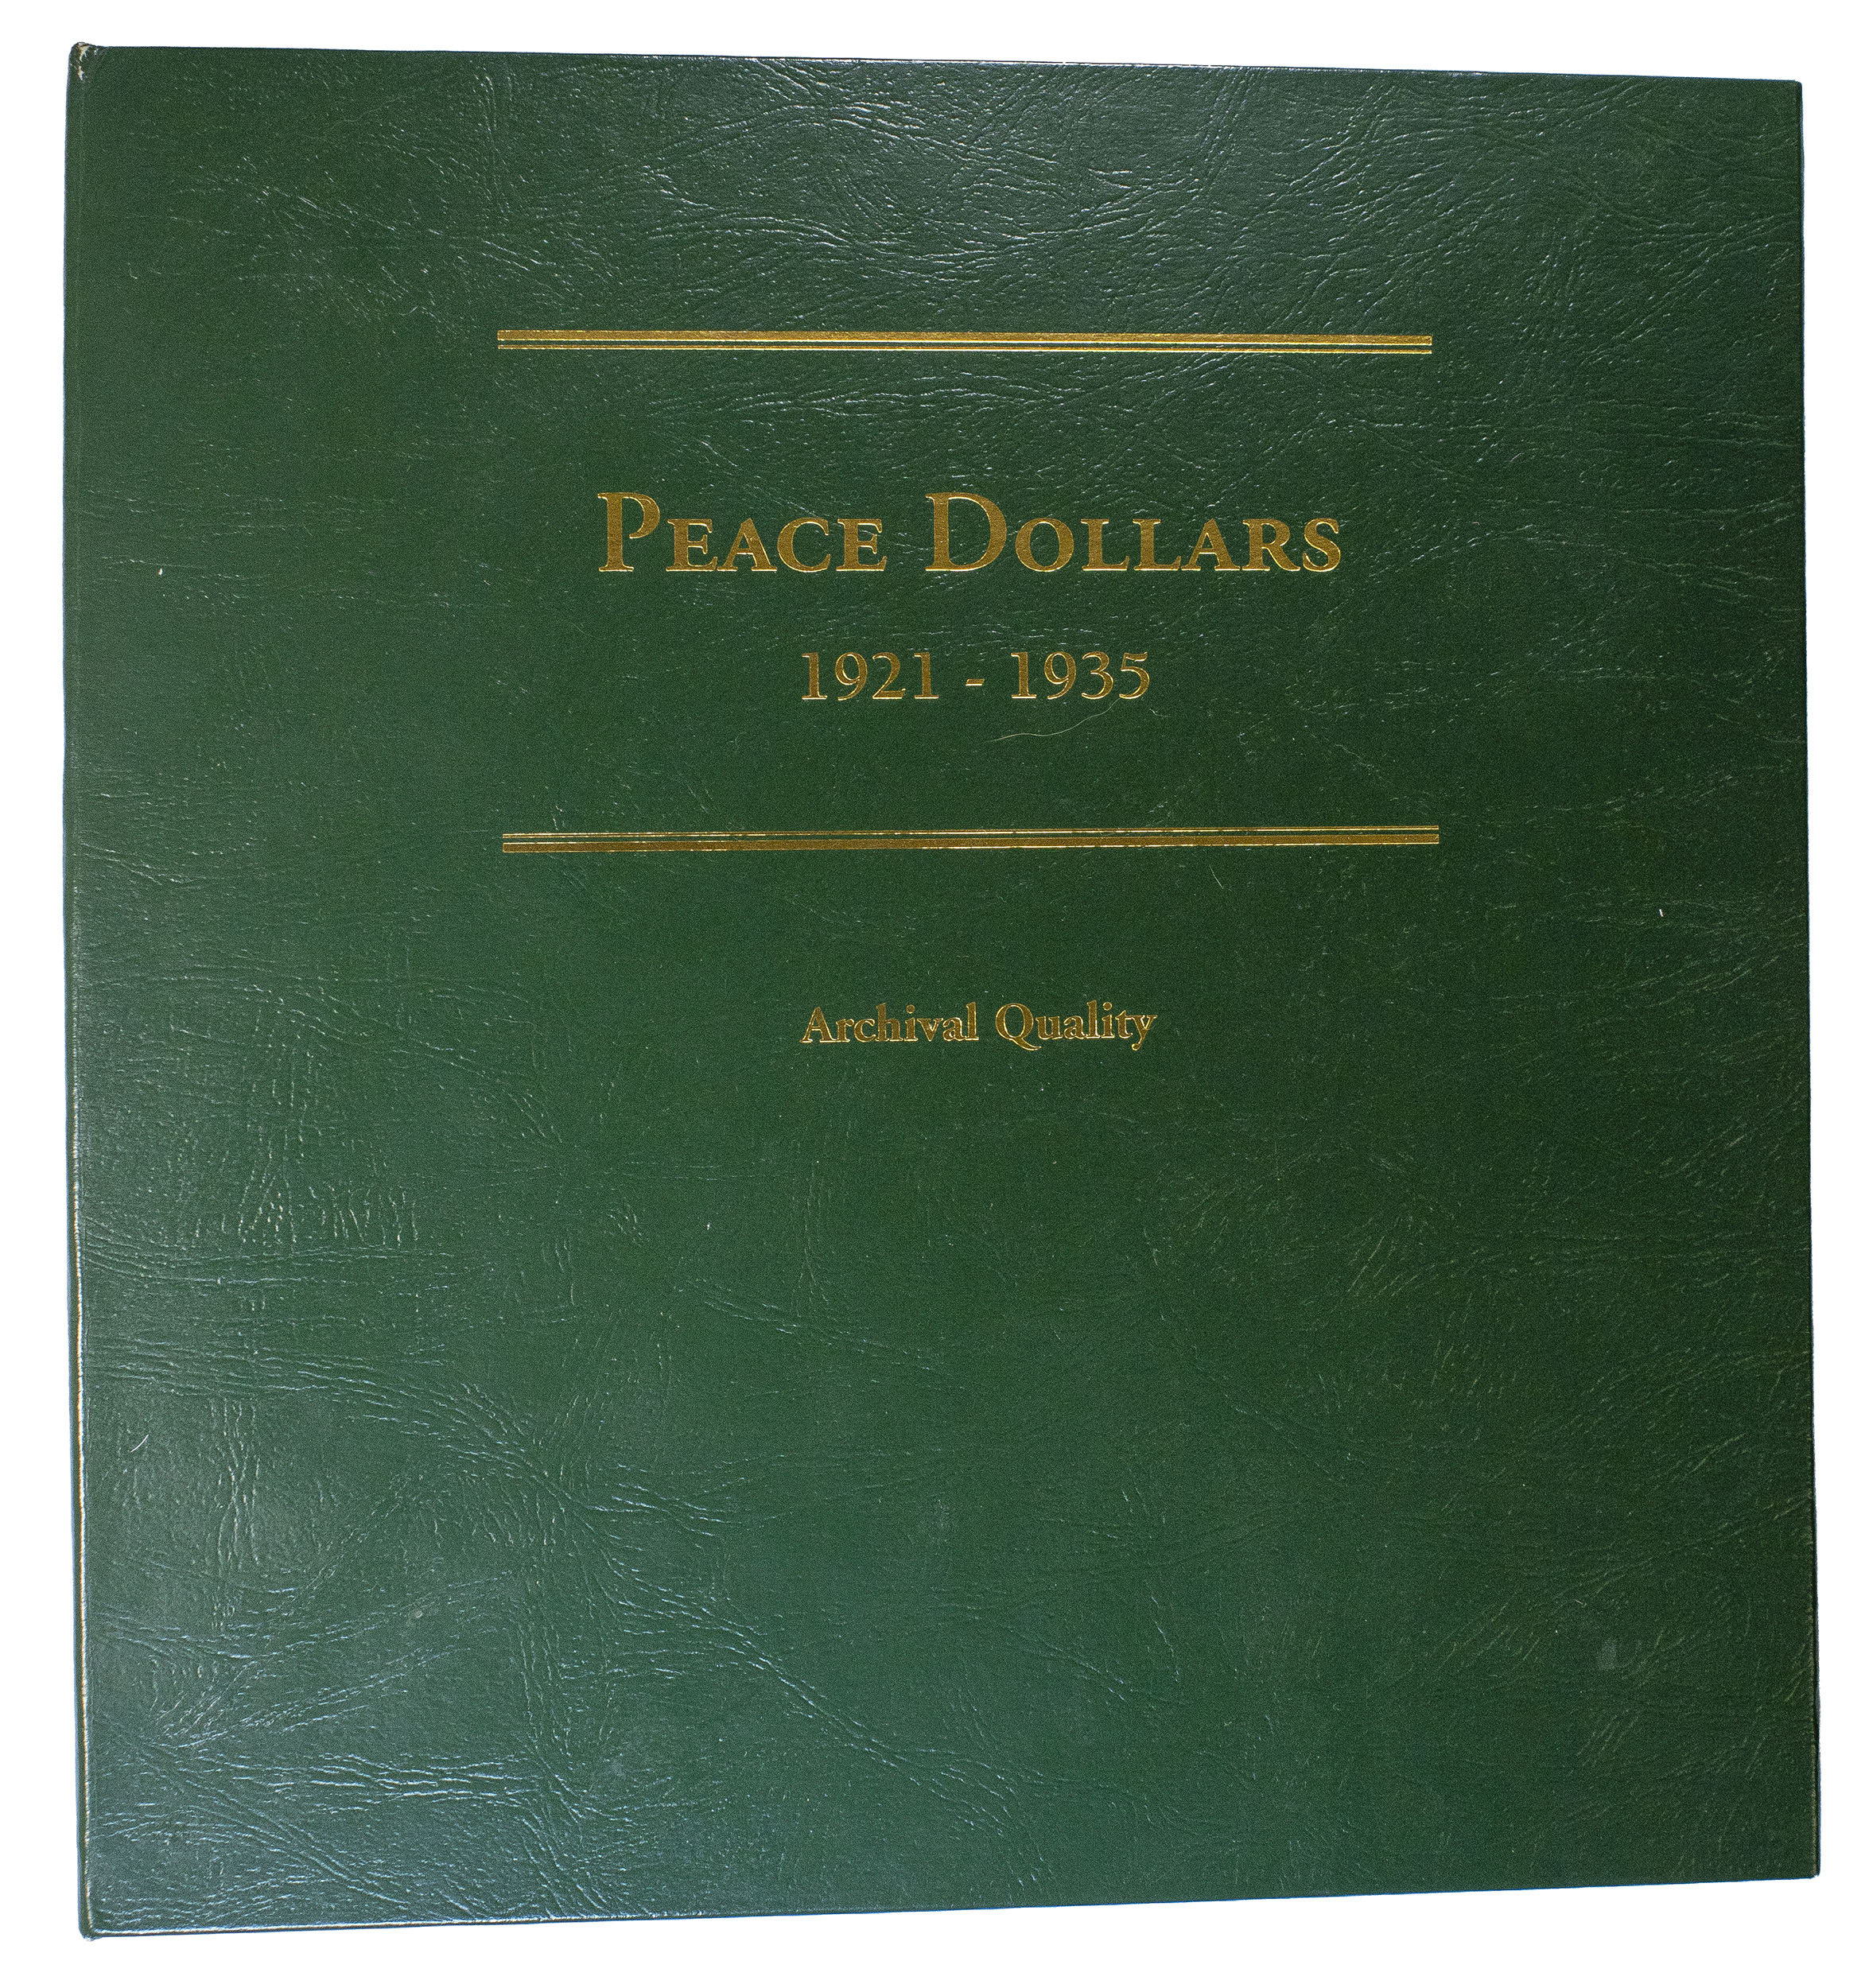 Peace Dollars
1921 - 1935
Archival Quality